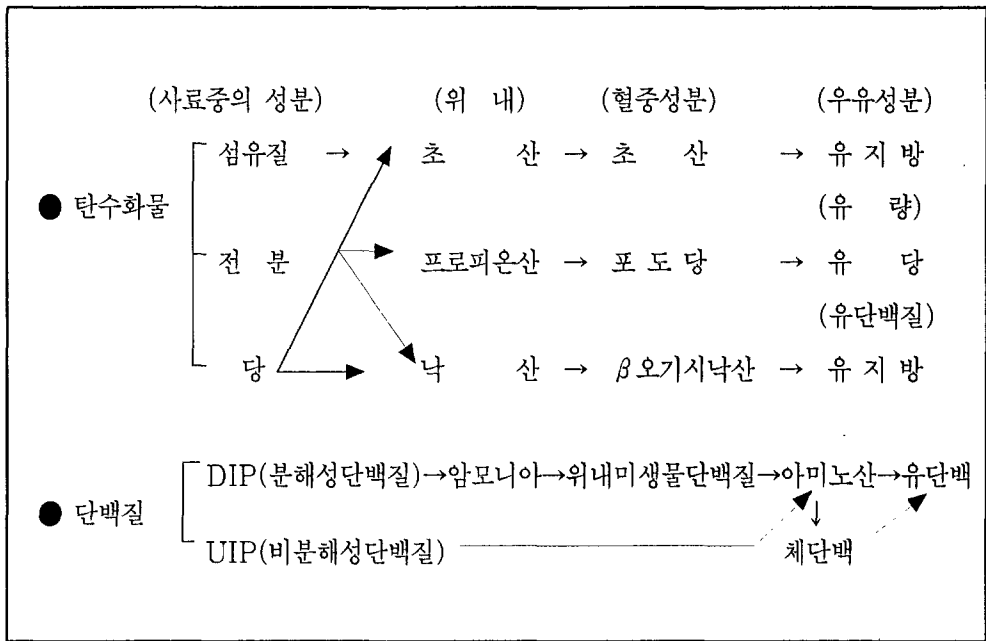 (사료중의 성분) (위 내) (혈중성분) (우유성분)
섬유질 → 초 산 → 초 산 → 유 지 방
● 탄수화물 (유 량)
전 분 프로피온산 → 포 도 당 → 유 당
(유단백질)
당 낙 산 → β오기시낙산 → 유 지 방
DIP(분해성단백질)→암모니아→위내미생물단백질→아미노산→유단백
● 단백질 ↓
UIP(비분해성단백질) 체단백